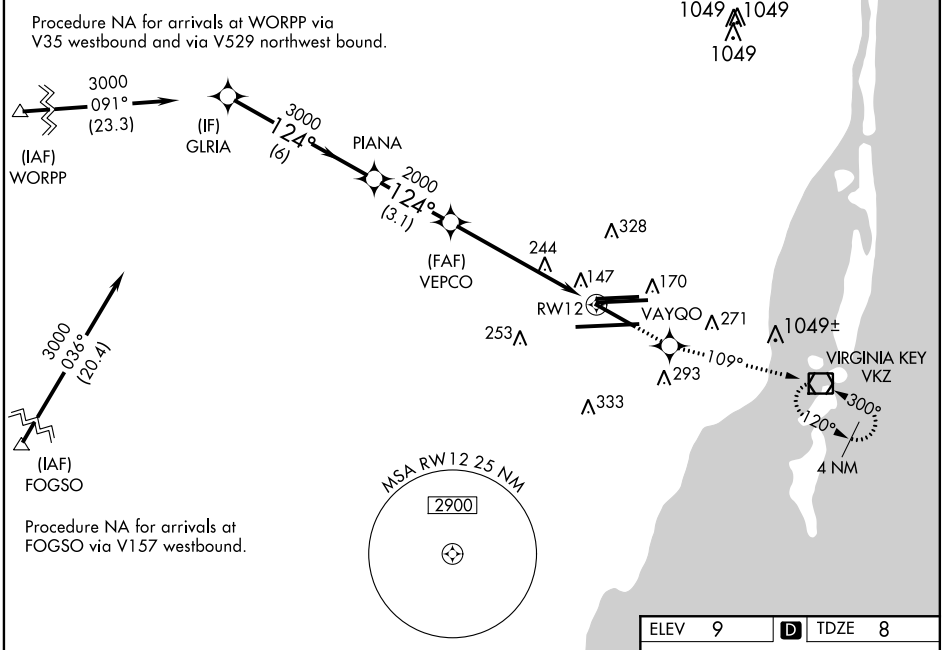 Procedure NA for arrivals at WORPP via
V35 westbound and via V529 northwest bound.
1049 1049
1049
3000
091°
(23.3)
(IAF)
WORPP
(IF)
GLRIA
3000
124°
(6)
PIANA
2000
124°
(3.1)
(FAF)
VEPCO
328
244
147
170
RW12
VAYQO
271
1049±
253
109°
VIRGINIA KEY
VKZ
293
333
300°
120°
4 NM
3000
036°
(20.4)
(IAF)
FOGSO
Procedure NA for arrivals at
FOGSO via V157 westbound.
MSA RW12 25 NM
2900
ELEV 9 D TDZE 8